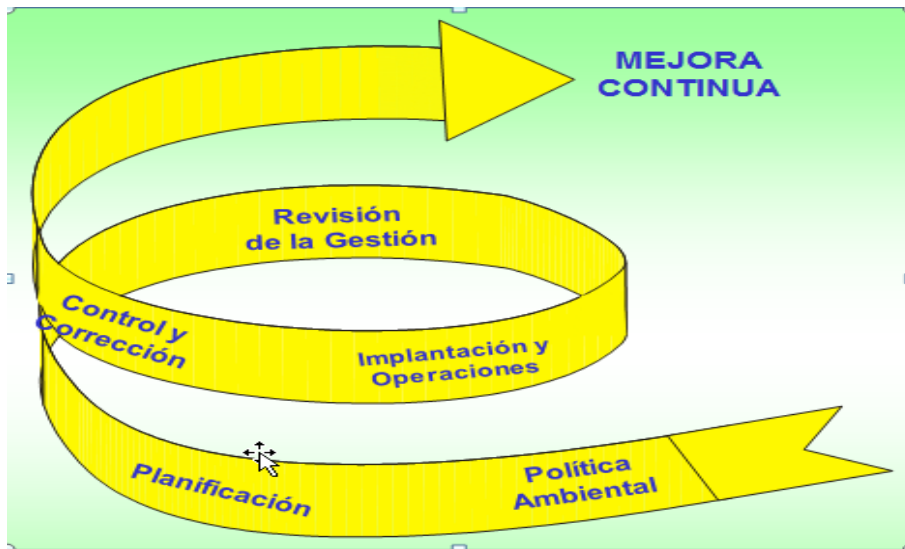 MEJORA
CONTINUA
Revisión
de la Gestión
Control y
Corrección
Implantación y
Operaciones
Planificación
Política
Ambiental